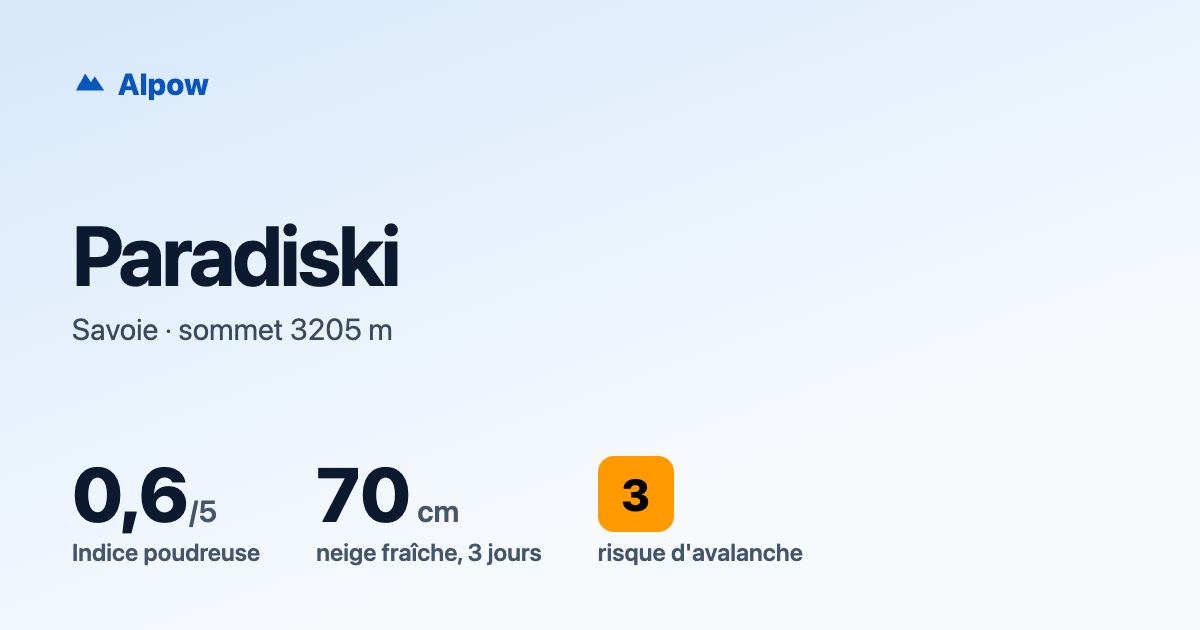 Alpow
Paradiski
Savoie · sommet 3205 m
0,6/5
Indice poudreuse
70 cm
neige fraîche, 3 jours
3
risque d'avalanche